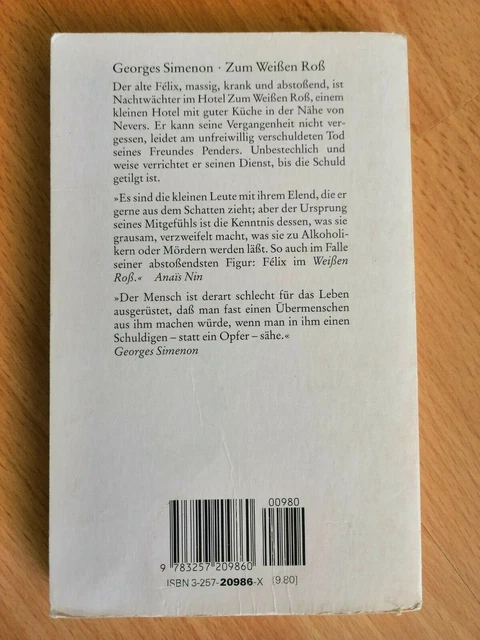 Georges Simenon · Zum Weißen Roß
Der alte Félix, massig, krank und abstoßend, ist
Nachtwächter im Hotel Zum Weißen Roß, einem
kleinen Hotel mit guter Küche in der Nähe von
Nevers. Er kann seine Vergangenheit nicht ver-
gessen, leidet am unfreiwillig verschuldeten Tod
seines Freundes Penders. Unbestechlich und
weise verrichtet er seinen Dienst, bis die Schuld
getilgt ist.
»Es sind die kleinen Leute mit ihrem Elend, die er
gerne aus dem Schatten zieht; aber der Ursprung
seines Mitgefühls ist die Kenntnis dessen, was sie
grausam, verzweifelt macht, was sie zu Alkoholi-
kern oder Mördern werden läßt. So auch im Falle
seiner abstoßendsten Figur: Félix im Weißen
Roß.« Anaïs Nin
»Der Mensch ist derart schlecht für das Leben
ausgerüstet, daß man fast einen Übermenschen
aus ihm machen würde, wenn man in ihm einen
Schuldigen – statt ein Opfer – sähe.«
Georges Simenon
00980
9 783257 209860
ISBN 3-257-20986-X [9.80]